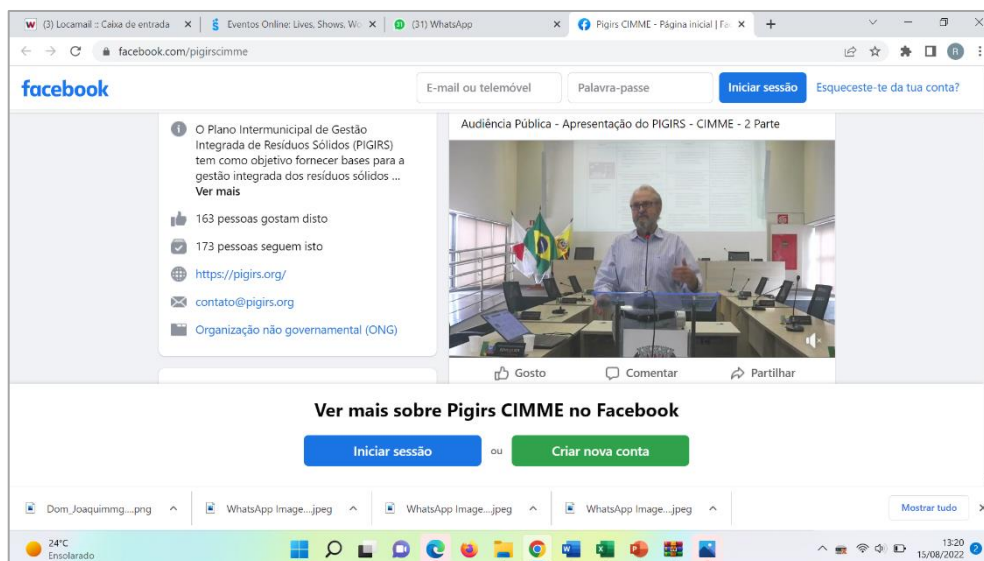 (3) Locamail :: Caixa de entrada
Eventos Online: Lives, Shows, Wo
(31) WhatsApp
Pigirs CIMME - Página inicial | Fa
facebook.com/pigirscimme
R
facebook
E-mail ou telemóvel
Palavra-passe
Iniciar sessão
Esqueceste-te da tua conta?
O Plano Intermunicipal de Gestão
Integrada de Resíduos Sólidos (PIGIRS)
tem como objetivo fornecer bases para a
gestão integrada dos resíduos sólidos ...
Ver mais
163 pessoas gostam disto
173 pessoas seguem isto
https://pigirs.org/
contato@pigirs.org
Organização não governamental (ONG)
Audiência Pública - Apresentação do PIGIRS - CIMME - 2 Parte
Gosto
Comentar
Partilhar
Ver mais sobre Pigirs CIMME no Facebook
Iniciar sessão
ou
Criar nova conta
Dom_Joaquimmg....png
WhatsApp Image....jpeg
WhatsApp Image....jpeg
WhatsApp Image....jpeg
Mostrar tudo
24°C
Ensolarado
13:20
15/08/2022
2